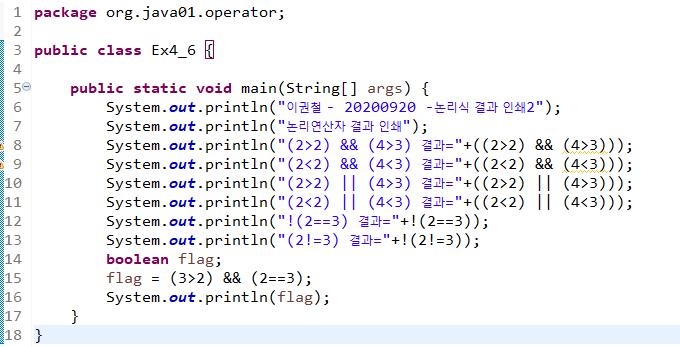 1 package org.java01.operator;
2
3 public class Ex4_6 {
4
5 public static void main(String[] args) {
6 System.out.println("이권철 - 20200920 -논리식 결과 인쇄2");
7 System.out.println("논리연산자 결과 인쇄");
8 System.out.println("(2>2) && (4>3) 결과="+((2>2) && (4>3)));
9 System.out.println("(2<2) && (4<3) 결과="+((2<2) && (4<3)));
10 System.out.println("(2>2) || (4>3) 결과="+((2>2) || (4>3)));
11 System.out.println("(2<2) || (4<3) 결과="+((2<2) || (4<3)));
12 System.out.println("!(2==3) 결과="+!(2==3));
13 System.out.println("(2!=3) 결과="+!(2!=3));
14 boolean flag;
15 flag = (3>2) && (2==3);
16 System.out.println(flag);
17 }
18 }